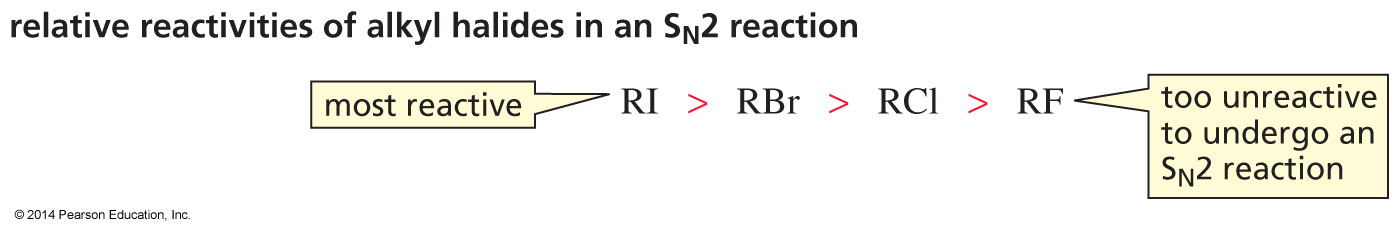 relative reactivities of alkyl halides in an SN2 reaction
most reactive
RI > RBr > RCl > RF
too unreactive
to undergo an
SN2 reaction
© 2014 Pearson Education, Inc.